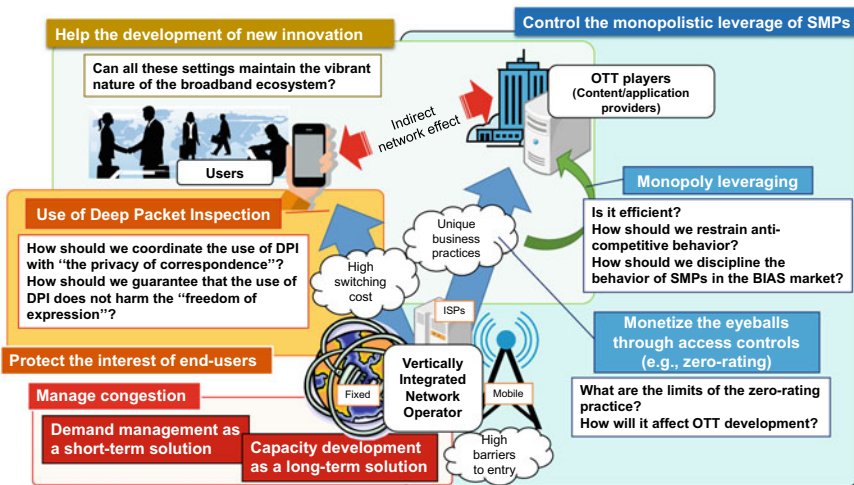 Help the development of new innovation
Control the monopolistic leverage of SMPs
Can all these settings maintain the vibrant
nature of the broadband ecosystem?
OTT players
(Content/application
providers)
Indirect
network effect
Users
Monopoly leveraging
Use of Deep Packet Inspection
Is it efficient?
How should we restrain anti-
competitive behavior?
How should we discipline the
behavior of SMPs in the BIAS market?
How should we coordinate the use of DPI
with “the privacy of correspondence”?
How should we guarantee that the use of
DPI does not harm the “freedom of
expression”?
Unique
business
practices
High
switching
cost
ISPs
Monetize the eyeballs
through access controls
(e.g., zero-rating)
Protect the interest of end-users
Vertically
Integrated
Network
Operator
Fixed
Mobile
What are the limits of the zero-rating
practice?
How will it affect OTT development?
Manage congestion
Demand management as
a short-term solution
Capacity development
as a long-term solution
High
barriers
to entry